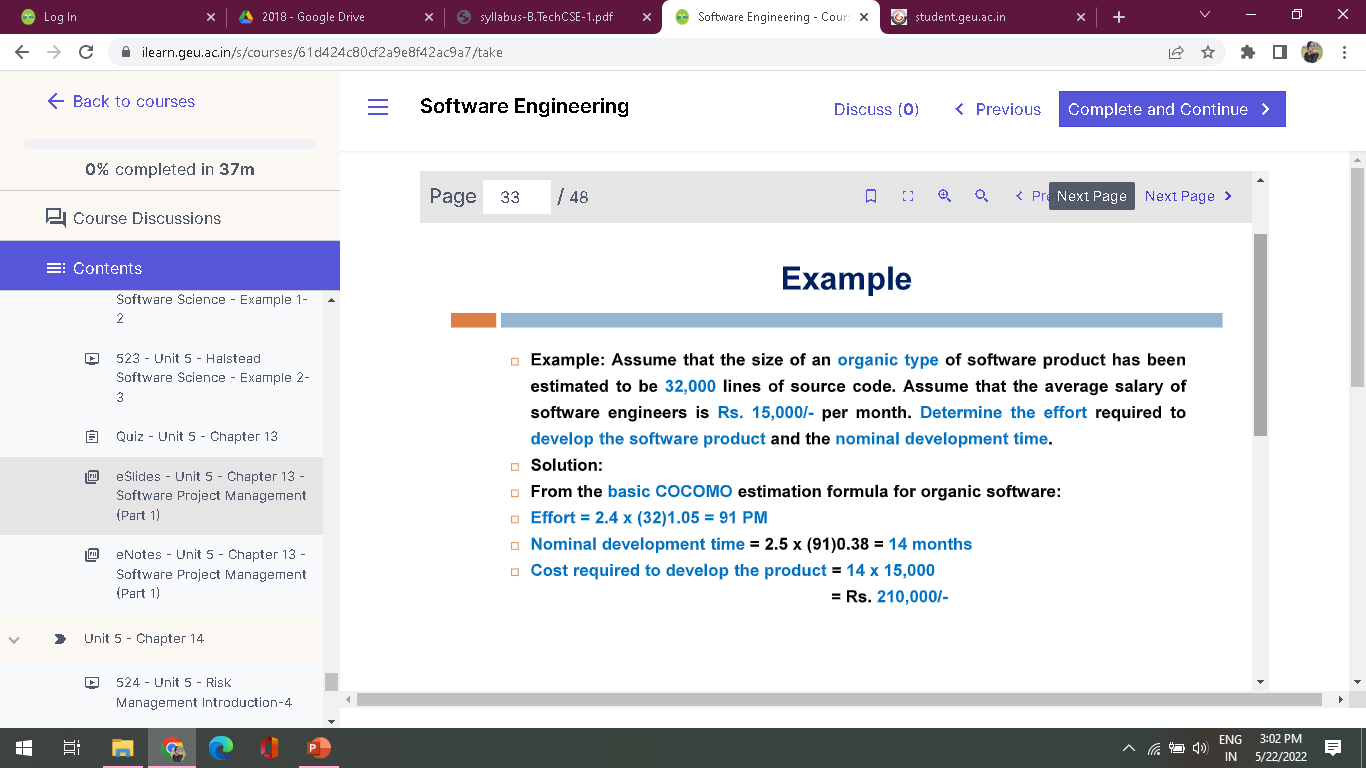 Log In
2018 - Google Drive
syllabus-B.TechCSE-1.pdf
Software Engineering - Cours
student.geu.ac.in
ilearn.geu.ac.in/s/courses/61d424c80cf2a9e8f42ac9a7/take
Back to courses
0% completed in 37m
Course Discussions
Contents
Software Science - Example 1-
2
523 - Unit 5 - Halstead
Software Science - Example 2-
3
Quiz - Unit 5 - Chapter 13
eSlides - Unit 5 - Chapter 13 -
Software Project Management
(Part 1)
eNotes - Unit 5 - Chapter 13 -
Software Project Management
(Part 1)
Unit 5 - Chapter 14
524 - Unit 5 - Risk
Management Introduction-4
Software Engineering
Discuss (0)
Previous
Complete and Continue
Page 33 / 48
Pre
Next Page
Next Page
Example
Example: Assume that the size of an organic type of software product has been
estimated to be 32,000 lines of source code. Assume that the average salary of
software engineers is Rs. 15,000/- per month. Determine the effort required to
develop the software product and the nominal development time.
Solution:
From the basic COCOMO estimation formula for organic software:
Effort = 2.4 x (32)1.05 = 91 PM
Nominal development time = 2.5 x (91)0.38 = 14 months
Cost required to develop the product = 14 x 15,000
= Rs. 210,000/-
ENG
IN
3:02 PM
5/22/2022